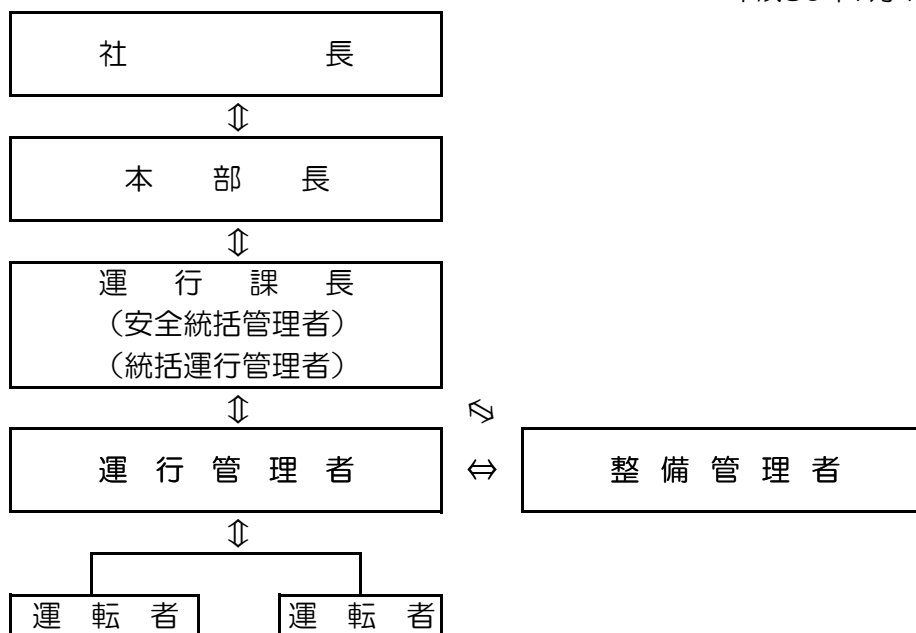 社長
⇕
本部長
⇕
運行課長
（安全統括管理者）
（統括運行管理者）
⇕ ⇖⇘
運行管理者 ⇔ 整備管理者
⇕
運転者 運転者